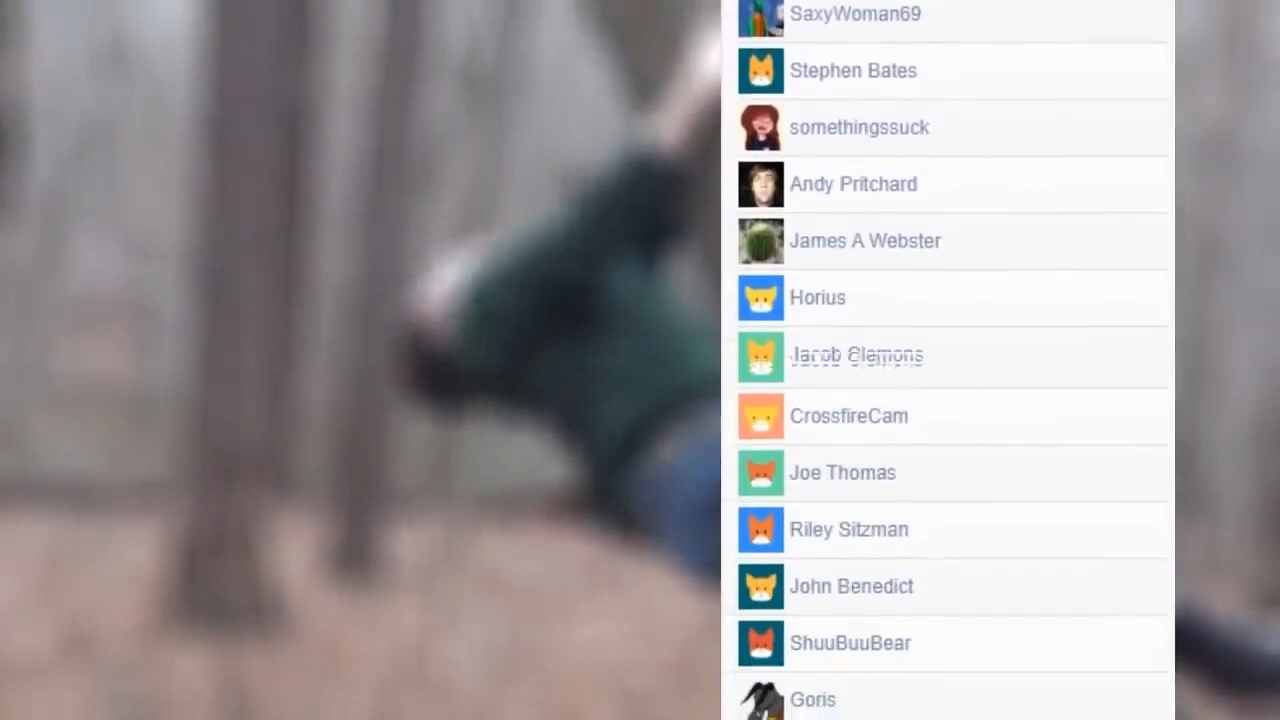 SaxyWoman69
Stephen Bates
somethingssuck
Andy Pritchard
James A Webster
Horius
Jacob Clemons
CrossfireCam
Joe Thomas
Riley Sitzman
John Benedict
ShuuBuuBear
Goris